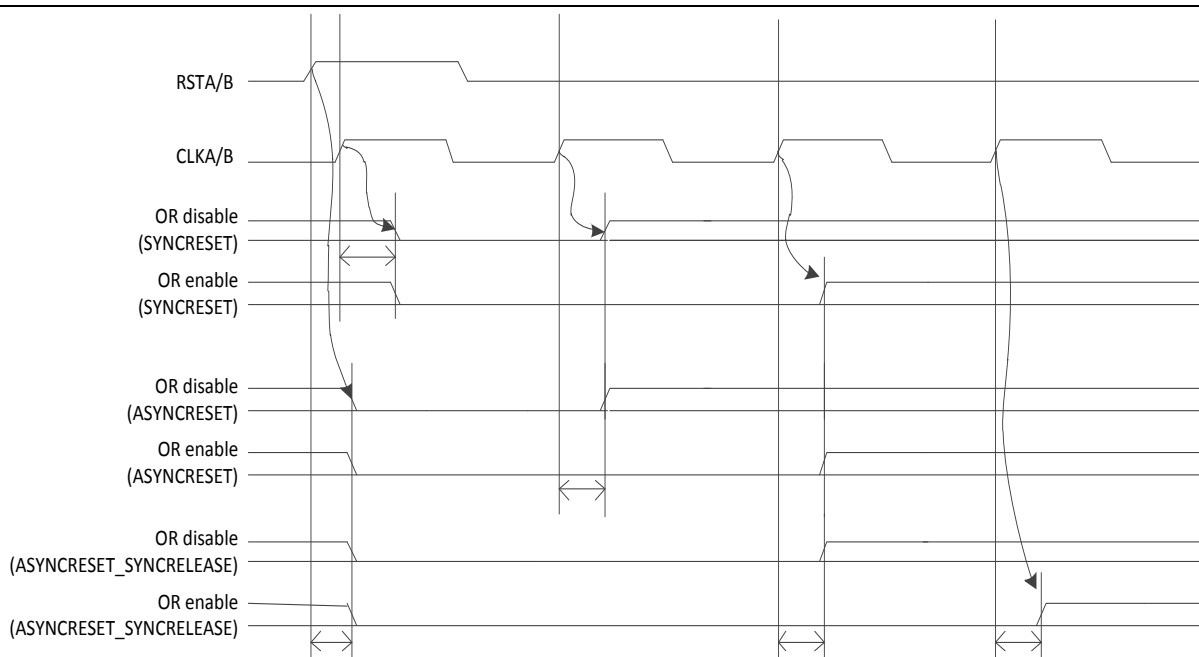 RSTA/B
CLKA/B
OR disable
(SYNCRESET)
OR enable
(SYNCRESET)
OR disable
(ASYNCRESET)
OR enable
(ASYNCRESET)
OR disable
(ASYNCRESET_SYNCRELEASE)
OR enable
(ASYNCRESET_SYNCRELEASE)